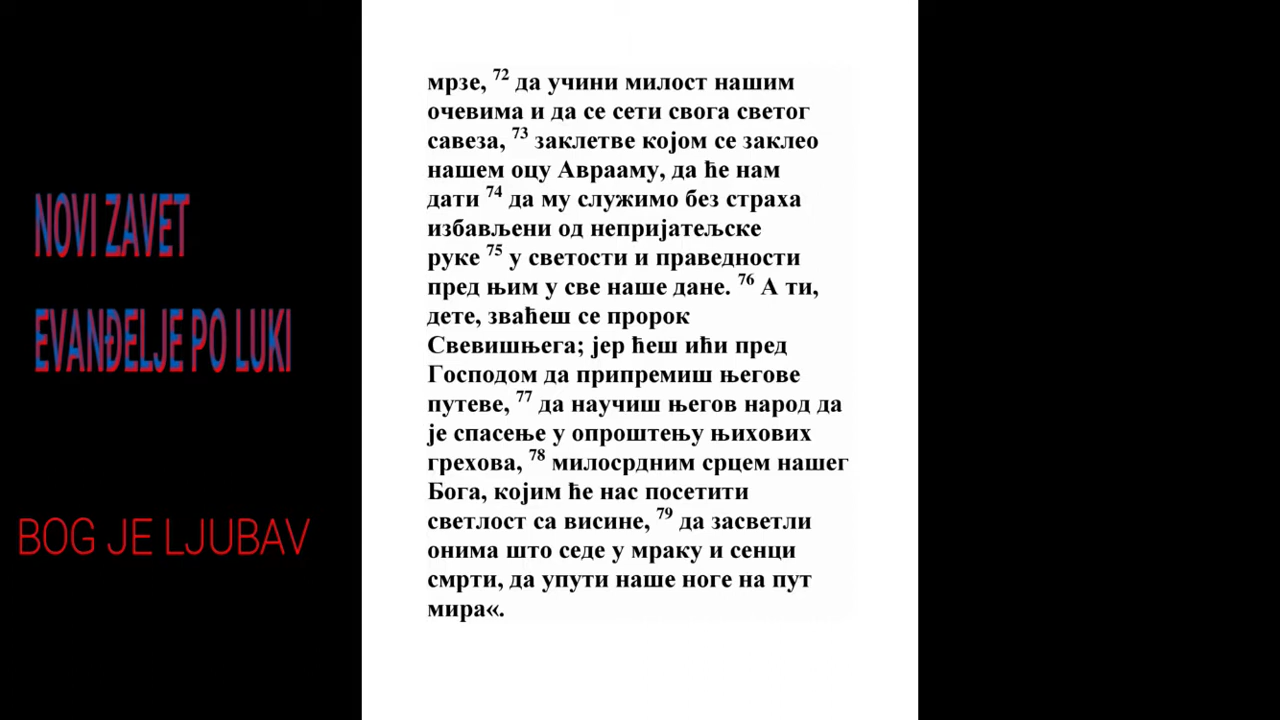 NOVI ZAVET
EVANĐELJE PO LUKI
BOG JE LJUBAV
мрзе, 72 да учини милост нашим
очевима и да се сети свога светог
савеза, 73 заклетве којом се заклео
нашем оцу Аврааму, да ће нам
дати 74 да му служимо без страха
избављени од непријатељске
руке 75 у светости и праведности
пред њим у све наше дане. 76 А ти,
дете, зваћеш се пророк
Свевишњега; јер ћеш ићи пред
Господом да припремиш његове
путеве, 77 да научиш његов народ да
је спасење у опроштењу њихових
грехова, 78 милосрдним срцем нашег
Бога, којим ће нас посетити
светлост са висине, 79 да засветли
онима што седе у мраку и сенци
смрти, да упути наше ноге на пут
мира«.